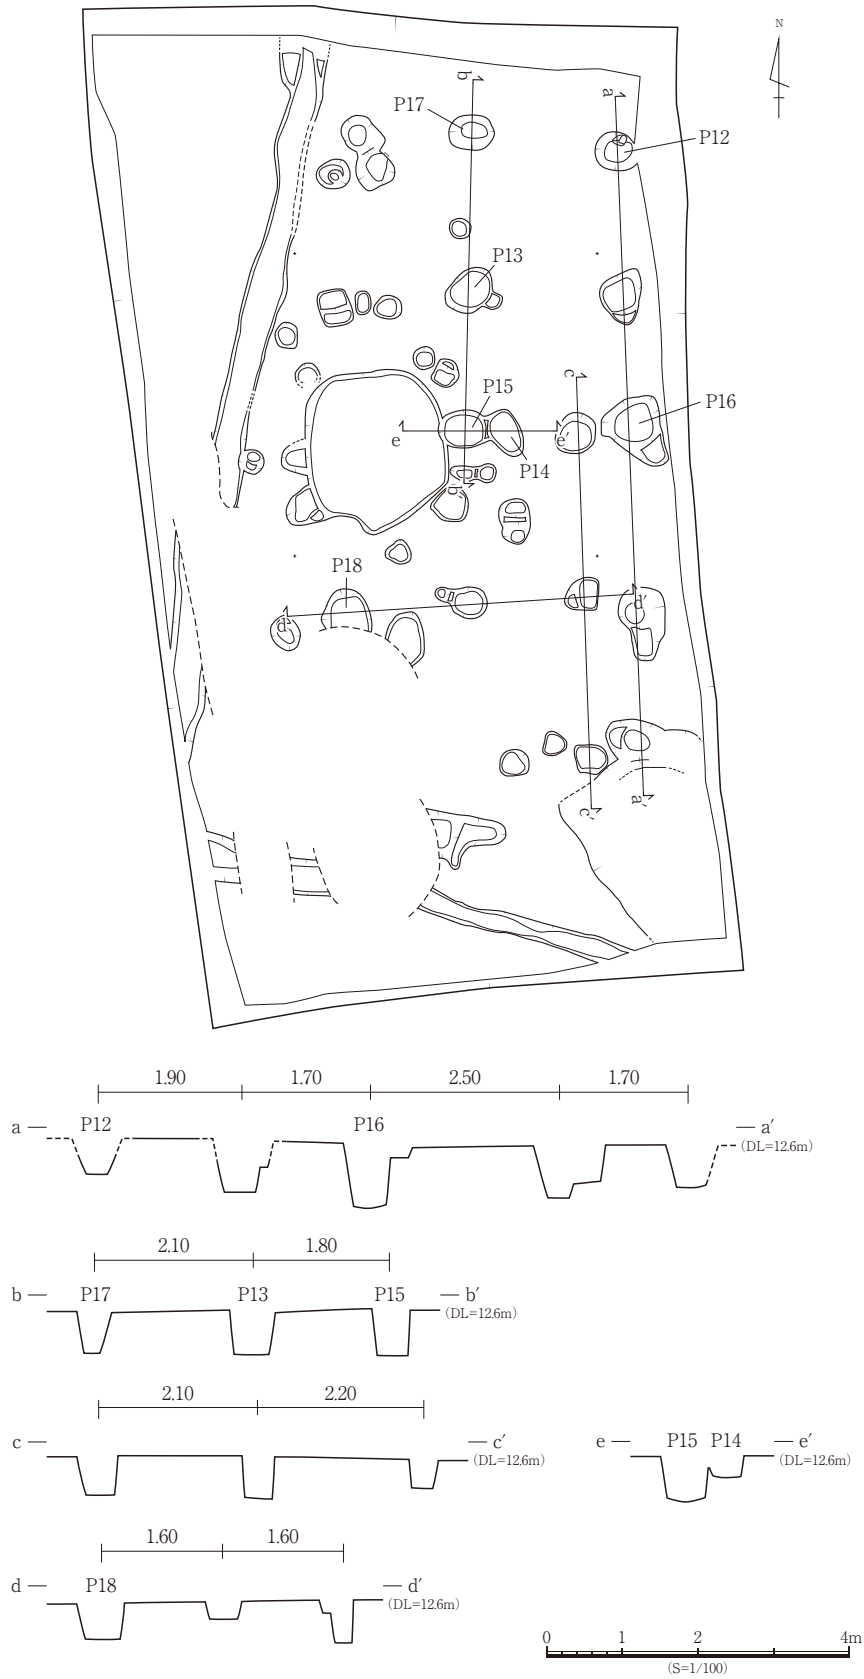 N
b
a
P17
P12
P13
c
P15
P16
e
e′
P14
b′
P18
d
d′
a′
c′
1.90 1.70 2.50 1.70
a P12 P16 a′
(DL=12.6m)
2.10 1.80
b P17 P13 P15 b′
(DL=12.6m)
2.10 2.20
c c′
(DL=12.6m)
e P15 P14 e′
(DL=12.6m)
1.60 1.60
d P18 d′
(DL=12.6m)
0 1 2 4m
(S=1/100)